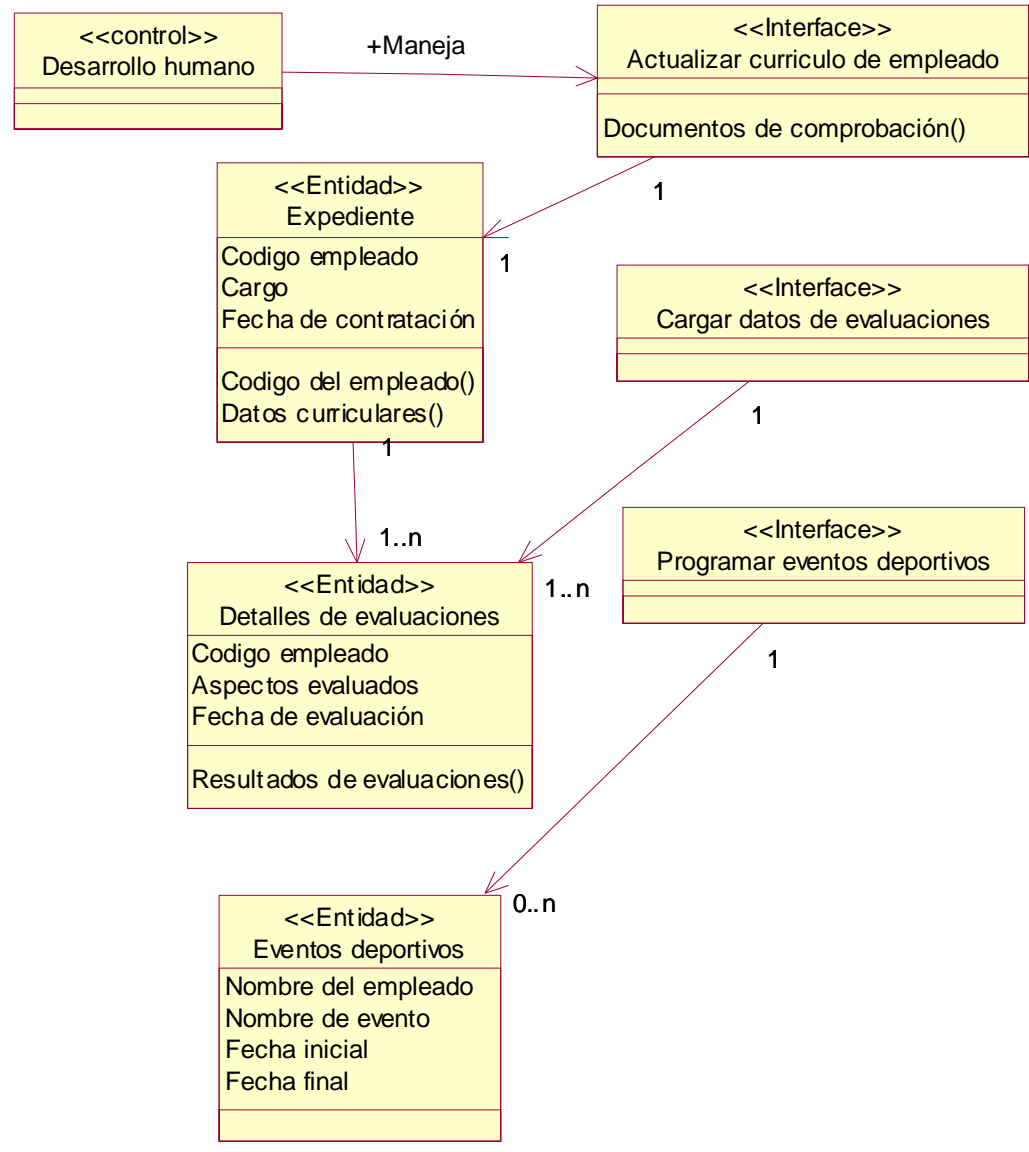 <<control>>
Desarrollo humano
+Maneja
<<Interface>>
Actualizar curriculo de empleado
Documentos de comprobación()
1
1
<<Entidad>>
Expediente
Codigo empleado
Cargo
Fecha de contratación
Codigo del empleado()
Datos curriculares()
1
1..n
<<Interface>>
Cargar datos de evaluaciones
1
1..n
<<Entidad>>
Detalles de evaluaciones
Codigo empleado
Aspectos evaluados
Fecha de evaluación
Resultados de evaluaciones()
<<Interface>>
Programar eventos deportivos
1
0..n
<<Entidad>>
Eventos deportivos
Nombre del empleado
Nombre de evento
Fecha inicial
Fecha final